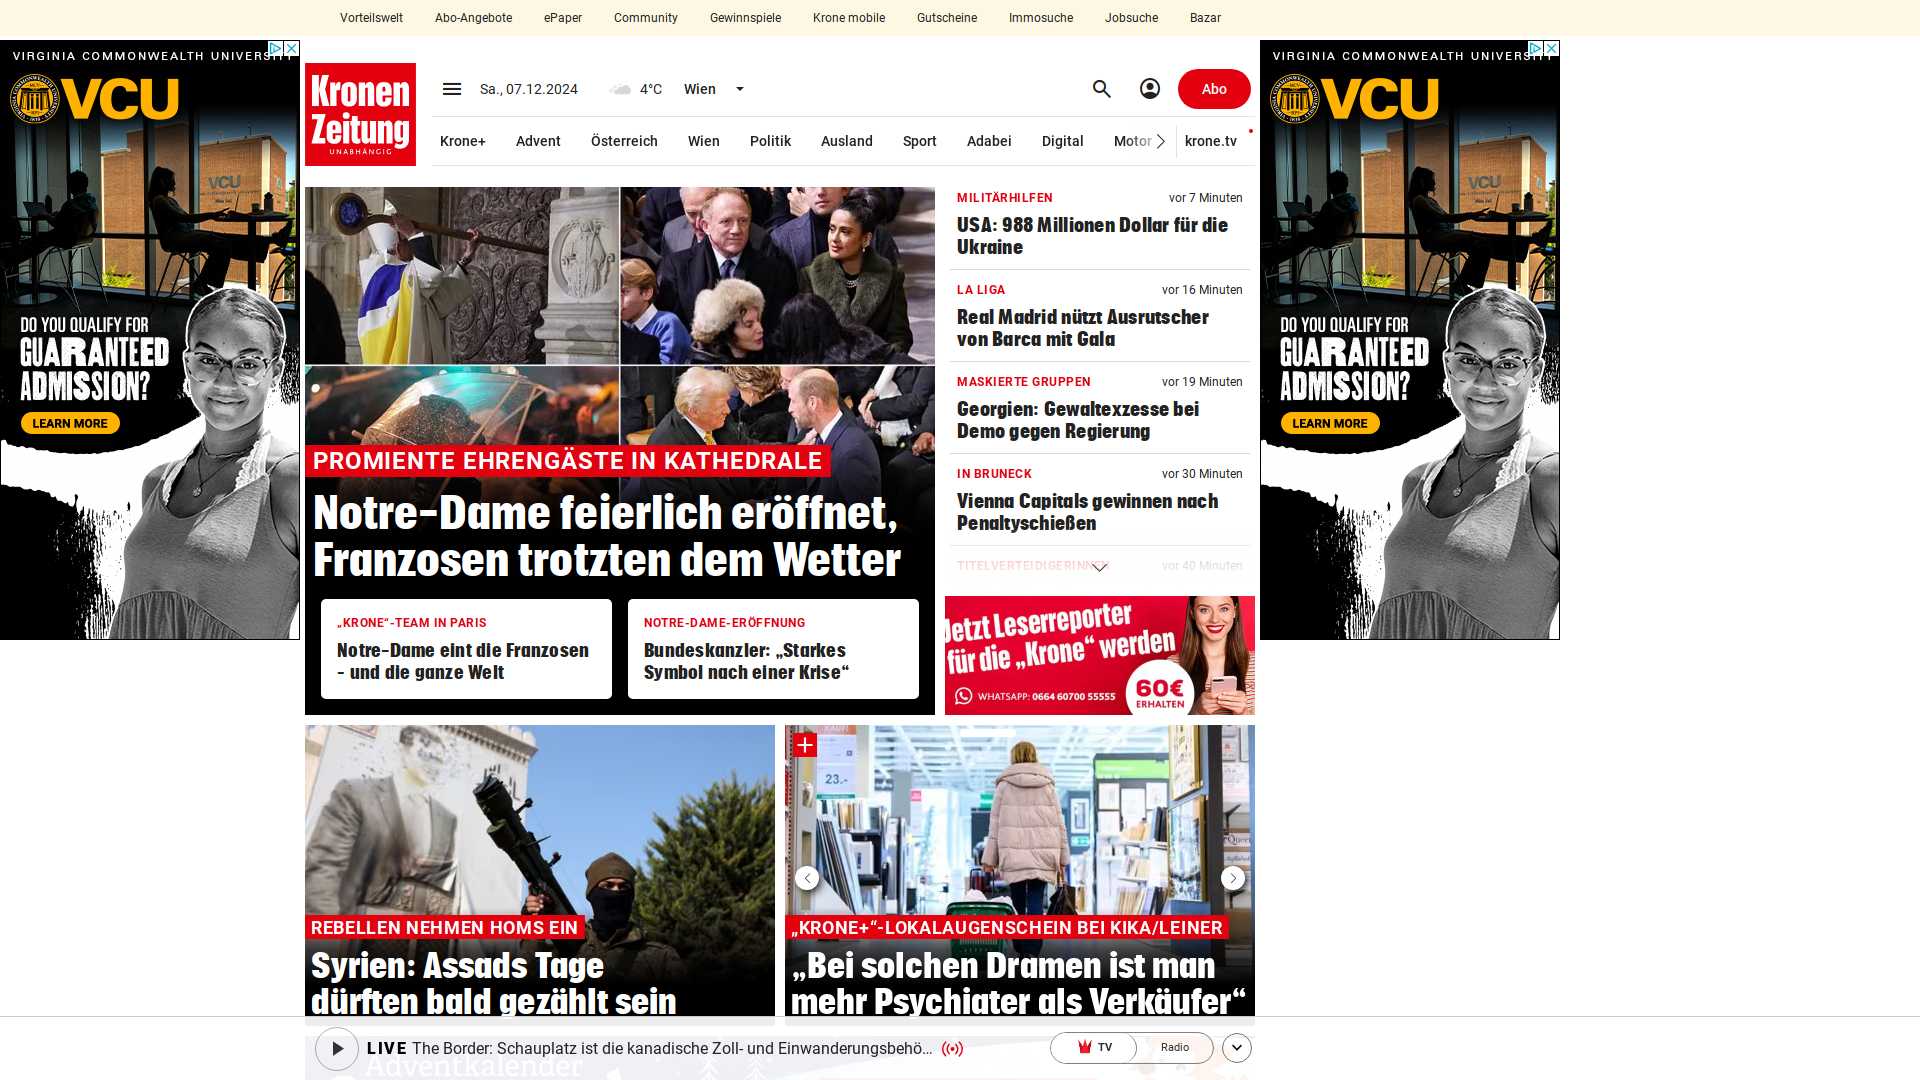 Vorteilswelt Abo-Angebote ePaper Community Gewinnspiele Krone mobile Gutscheine Immosuche Jobsuche Bazar
VIRGINIA COMMONWEALTH UNIVERSITY
VCU
VCU
DO YOU QUALIFY FOR
GUARANTEED
ADMISSION?
LEARN MORE
Kronen
Zeitung
UNABHÄNGIG
Sa., 07.12.2024 4°C Wien
Abo
Krone+ Advent Österreich Wien Politik Ausland Sport Adabei Digital Motor krone.tv
PROMIENTE EHRENGÄSTE IN KATHEDRALE
Notre-Dame feierlich eröffnet,
Franzosen trotzten dem Wetter
„KRONE“-TEAM IN PARIS
Notre-Dame eint die Franzosen
- und die ganze Welt
NOTRE-DAME-ERÖFFNUNG
Bundeskanzler: „Starkes
Symbol nach einer Krise“
MILITÄRHILFEN vor 7 Minuten
USA: 988 Millionen Dollar für die
Ukraine
LA LIGA vor 16 Minuten
Real Madrid nützt Ausrutscher
von Barca mit Gala
MASKIERTE GRUPPEN vor 19 Minuten
Georgien: Gewaltexzesse bei
Demo gegen Regierung
IN BRUNECK vor 30 Minuten
Vienna Capitals gewinnen nach
Penaltyschießen
TITELVERTEIDIGERINNEN vor 40 Minuten
Jetzt Leserreporter
für die „Krone“ werden
WHATSAPP: 0664 60700 55555
60€
ERHALTEN
VIRGINIA COMMONWEALTH UNIVERSITY
VCU
VCU
DO YOU QUALIFY FOR
GUARANTEED
ADMISSION?
LEARN MORE
REBELLEN NEHMEN HOMS EIN
Syrien: Assads Tage
dürften bald gezählt sein
23.-
„KRONE+“-LOKALAUGENSCHEIN BEI KIKA/LEINER
„Bei solchen Dramen ist man
mehr Psychiater als Verkäufer“
LIVE The Border: Schauplatz ist die kanadische Zoll- und Einwanderungsbehö...
TV Radio
Adventkalender